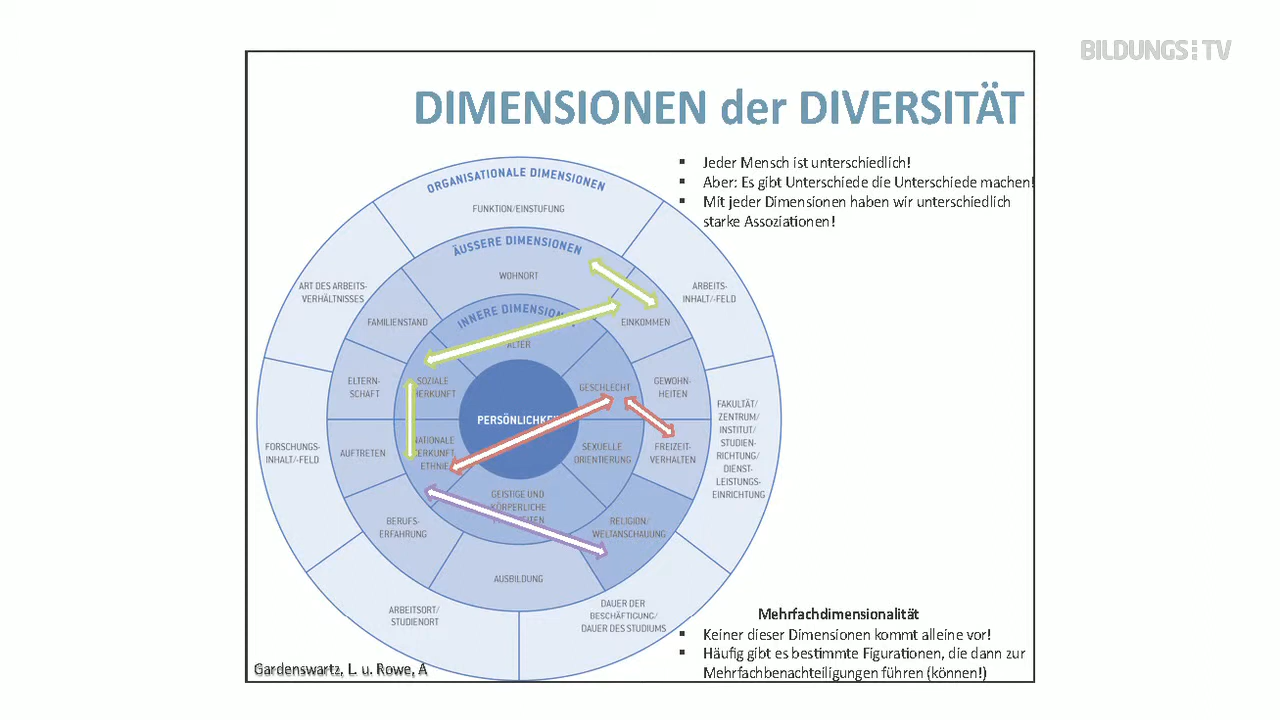 BILDUNGS:TV
DIMENSIONEN der DIVERSITÄT
▪ Jeder Mensch ist unterschiedlich!
▪ Aber: Es gibt Unterschiede die Unterschiede machen!
▪ Mit jeder Dimensionen haben wir unterschiedlich
starke Assoziationen!
ORGANISATIONALE DIMENSIONEN
FUNKTION/EINSTUFUNG
ÄUSSERE DIMENSIONEN
WOHNORT
ART DES ARBEITS-
VERHÄLTNISSES
ARBEITS-
INHALT/-FELD
FAMILIENSTAND
INNERE
EINKOMMEN
ALTER
ELTERN-
SCHAFT
SOZIALE
GESCHLECHT
GEWOHN-
HEITEN
FAKULTÄT/
ZENTRUM/
INSTITUT/
STUDIEN-
RICHTUNG/
DIENST-
LEISTUNGS-
EINRICHTUNG
FORSCHUNGS-
INHALT/-FELD
AUFTRETEN
ETHNIE
SEXUELLE
ORIENTIERUNG
FREIZEIT-
VERHALTEN
GEISTIGE UND
KÖRPERLICHE
BERUFS-
ERFAHRUNG
RELIGION/
WELTANSCHAUUNG
AUSBILDUNG
ARBEITSORT/
STUDIENORT
DAUER DER
BESCHÄFTIGUNG/
DAUER DES STUDIUMS
Mehrfachdimensionalität
▪ Keiner dieser Dimensionen kommt alleine vor!
▪ Häufig gibt es bestimmte Figurationen, die dann zur
Mehrfachbenachteiligungen führen (können!)
Gardenswartz, L. u. Rowe, A